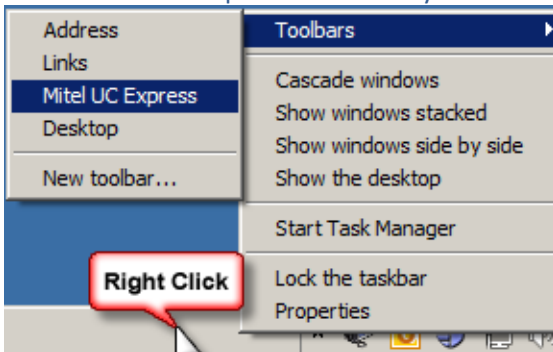 Address
Links
Mitel UC Express
Desktop
New toolbar...
Toolbars
Cascade windows
Show windows stacked
Show windows side by side
Show the desktop
Start Task Manager
Lock the taskbar
Properties
Right Click